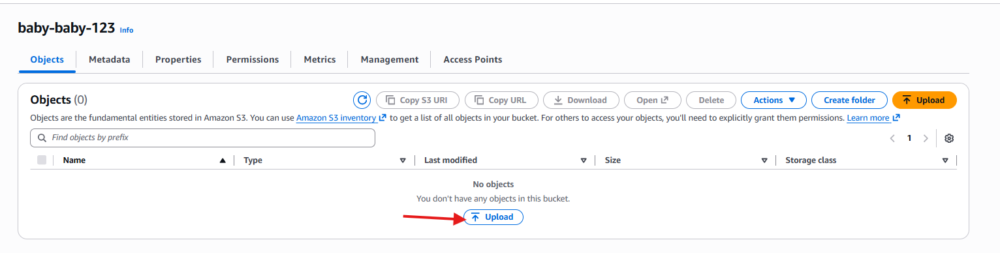 baby-baby-123 Info
Objects Metadata Properties Permissions Metrics Management Access Points
Objects (0) Copy S3 URI Copy URL Download Open Delete Actions Create folder Upload
Objects are the fundamental entities stored in Amazon S3. You can use Amazon S3 inventory to get a list of all objects in your bucket. For others to access your objects, you'll need to explicitly grant them permissions. Learn more
Find objects by prefix 1
Name Type Last modified Size Storage class
No objects
You don't have any objects in this bucket.
Upload